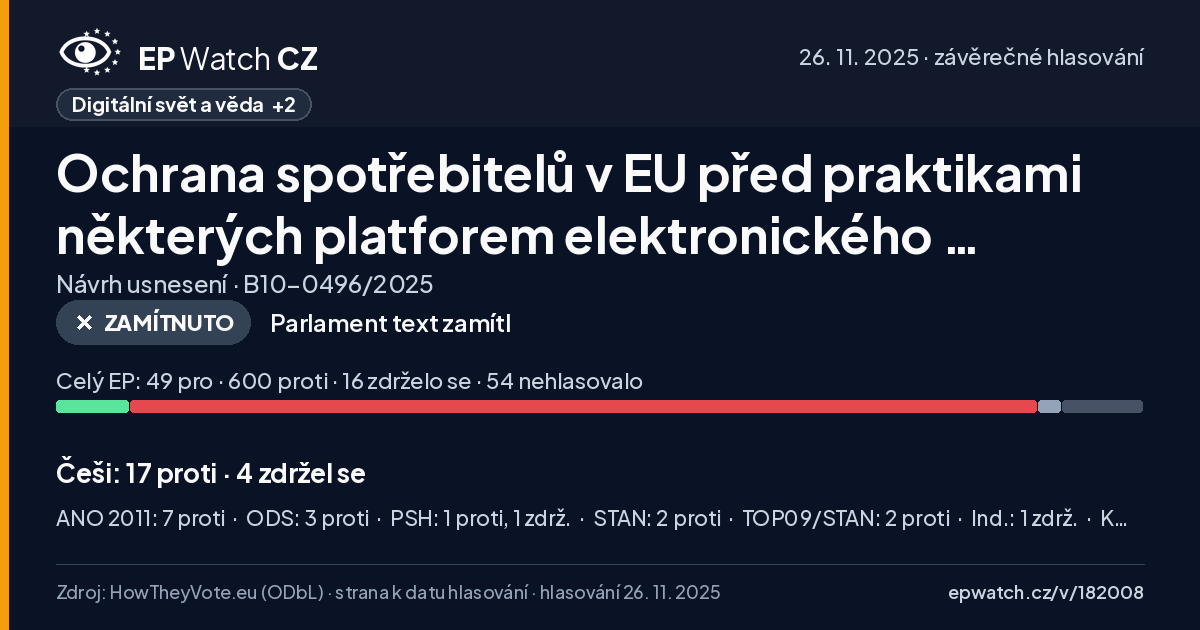 EP Watch CZ
26. 11. 2025 · závěrečné hlasování
Digitální svět a věda +2
Ochrana spotřebitelů v EU před praktikami
některých platforem elektronického ...
Návrh usnesení · B10-0496/2025
× ZAMÍTNUTO
Parlament text zamítl
Celý EP: 49 pro · 600 proti · 16 zdrželo se · 54 nehlasovalo
Češi: 17 proti · 4 zdržel se
ANO 2011: 7 proti · ODS: 3 proti · PSH: 1 proti, 1 zdrž. · STAN: 2 proti · TOP09/STAN: 2 proti · Ind.: 1 zdrž. · K...
Zdroj: HowTheyVote.eu (ODbL) · strana k datu hlasování · hlasování 26. 11. 2025
epwatch.cz/v/182008